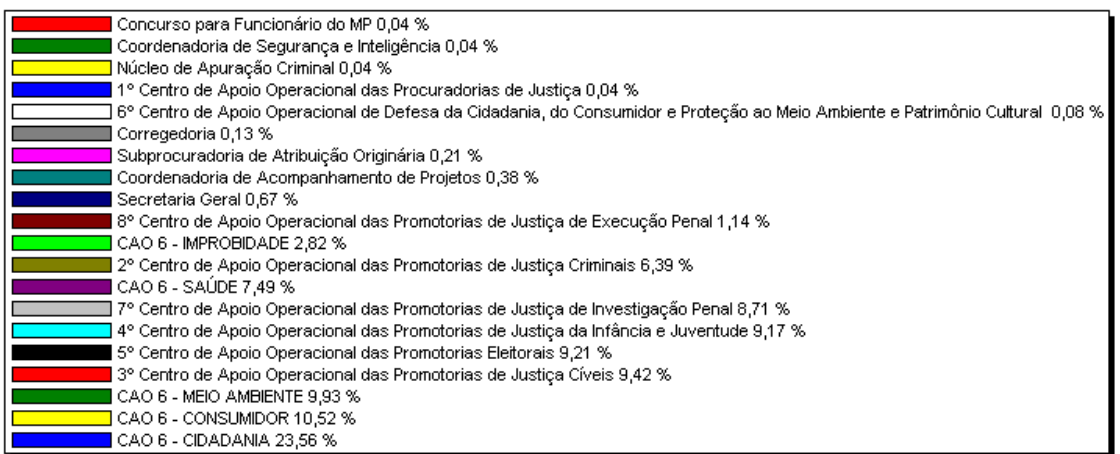 Concurso para Funcionário do MP 0,04 %
Coordenadoria de Segurança e Inteligência 0,04 %
Núcleo de Apuração Criminal 0,04 %
1º Centro de Apoio Operacional das Procuradorias de Justiça 0,04 %
6º Centro de Apoio Operacional de Defesa da Cidadania, do Consumidor e Proteção ao Meio Ambiente e Patrimônio Cultural 0,08 %
Corregedoria 0,13 %
Subprocuradoria de Atribuição Originária 0,21 %
Coordenadoria de Acompanhamento de Projetos 0,38 %
Secretaria Geral 0,67 %
8º Centro de Apoio Operacional das Promotorias de Justiça de Execução Penal 1,14 %
CAO 6 - IMPROBIDADE 2,82 %
2º Centro de Apoio Operacional das Promotorias de Justiça Criminais 6,39 %
CAO 6 - SAÚDE 7,49 %
7º Centro de Apoio Operacional das Promotorias de Justiça de Investigação Penal 8,71 %
4º Centro de Apoio Operacional das Promotorias de Justiça da Infância e Juventude 9,17 %
5º Centro de Apoio Operacional das Promotorias Eleitorais 9,21 %
3º Centro de Apoio Operacional das Promotorias de Justiça Cíveis 9,42 %
CAO 6 - MEIO AMBIENTE 9,93 %
CAO 6 - CONSUMIDOR 10,52 %
CAO 6 - CIDADANIA 23,56 %